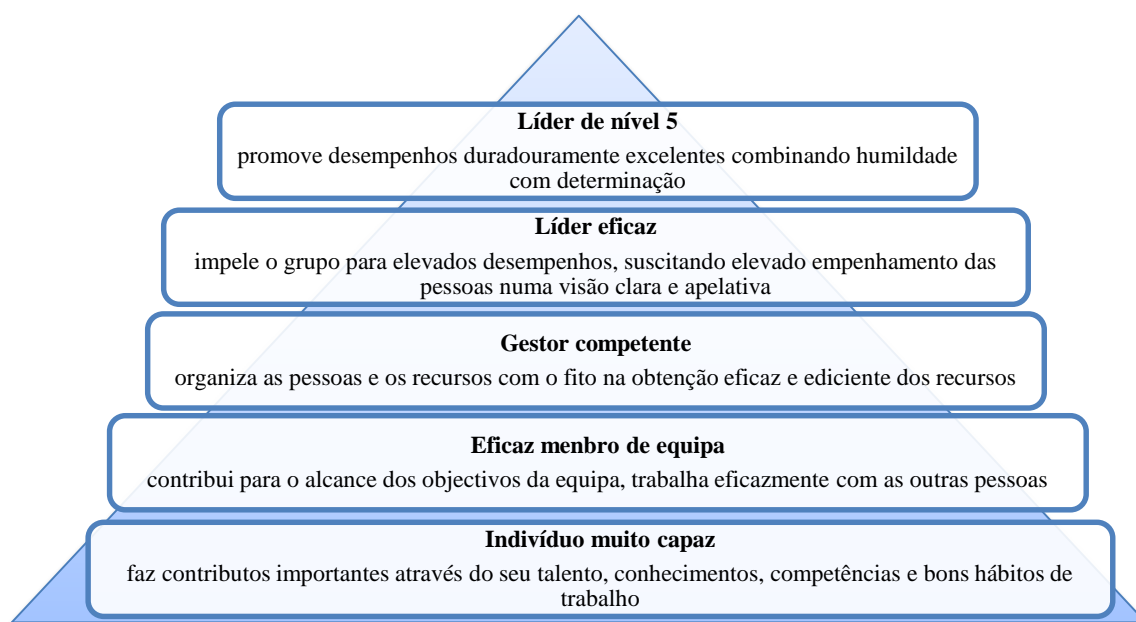 Líder de nível 5
promove desempenhos duradouramente excelentes combinando humildade
com determinação
Líder eficaz
impele o grupo para elevados desempenhos, suscitando elevado empenhamento das
pessoas numa visão clara e apelativa
Gestor competente
organiza as pessoas e os recursos com o fito na obtenção eficaz e ediciente dos recursos
Eficaz menbro de equipa
contribui para o alcance dos objectivos da equipa, trabalha eficazmente com as outras pessoas
Indivíduo muito capaz
faz contributos importantes através do seu talento, conhecimentos, competências e bons hábitos de
trabalho